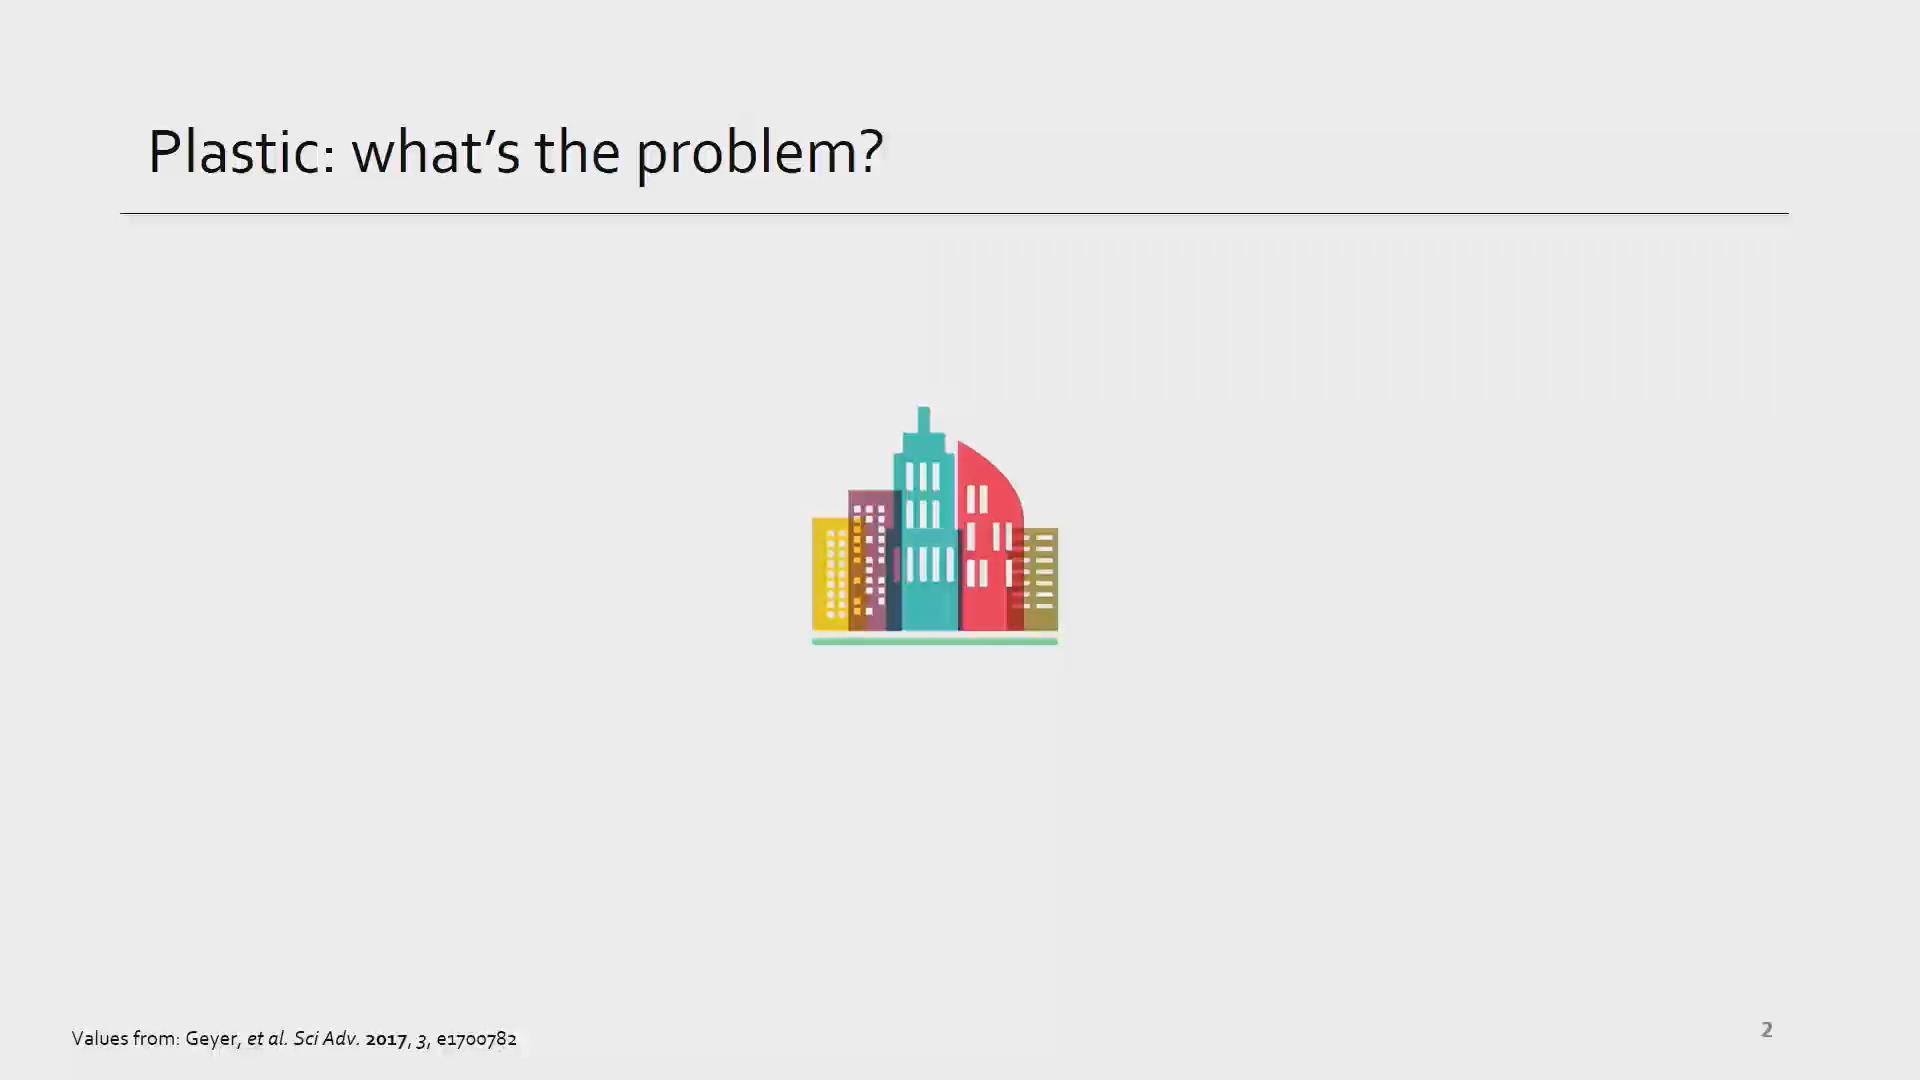 Plastic: what's the problem?
Values from: Geyer, et al. Sci Adv. 2017, 3, e1700782
2